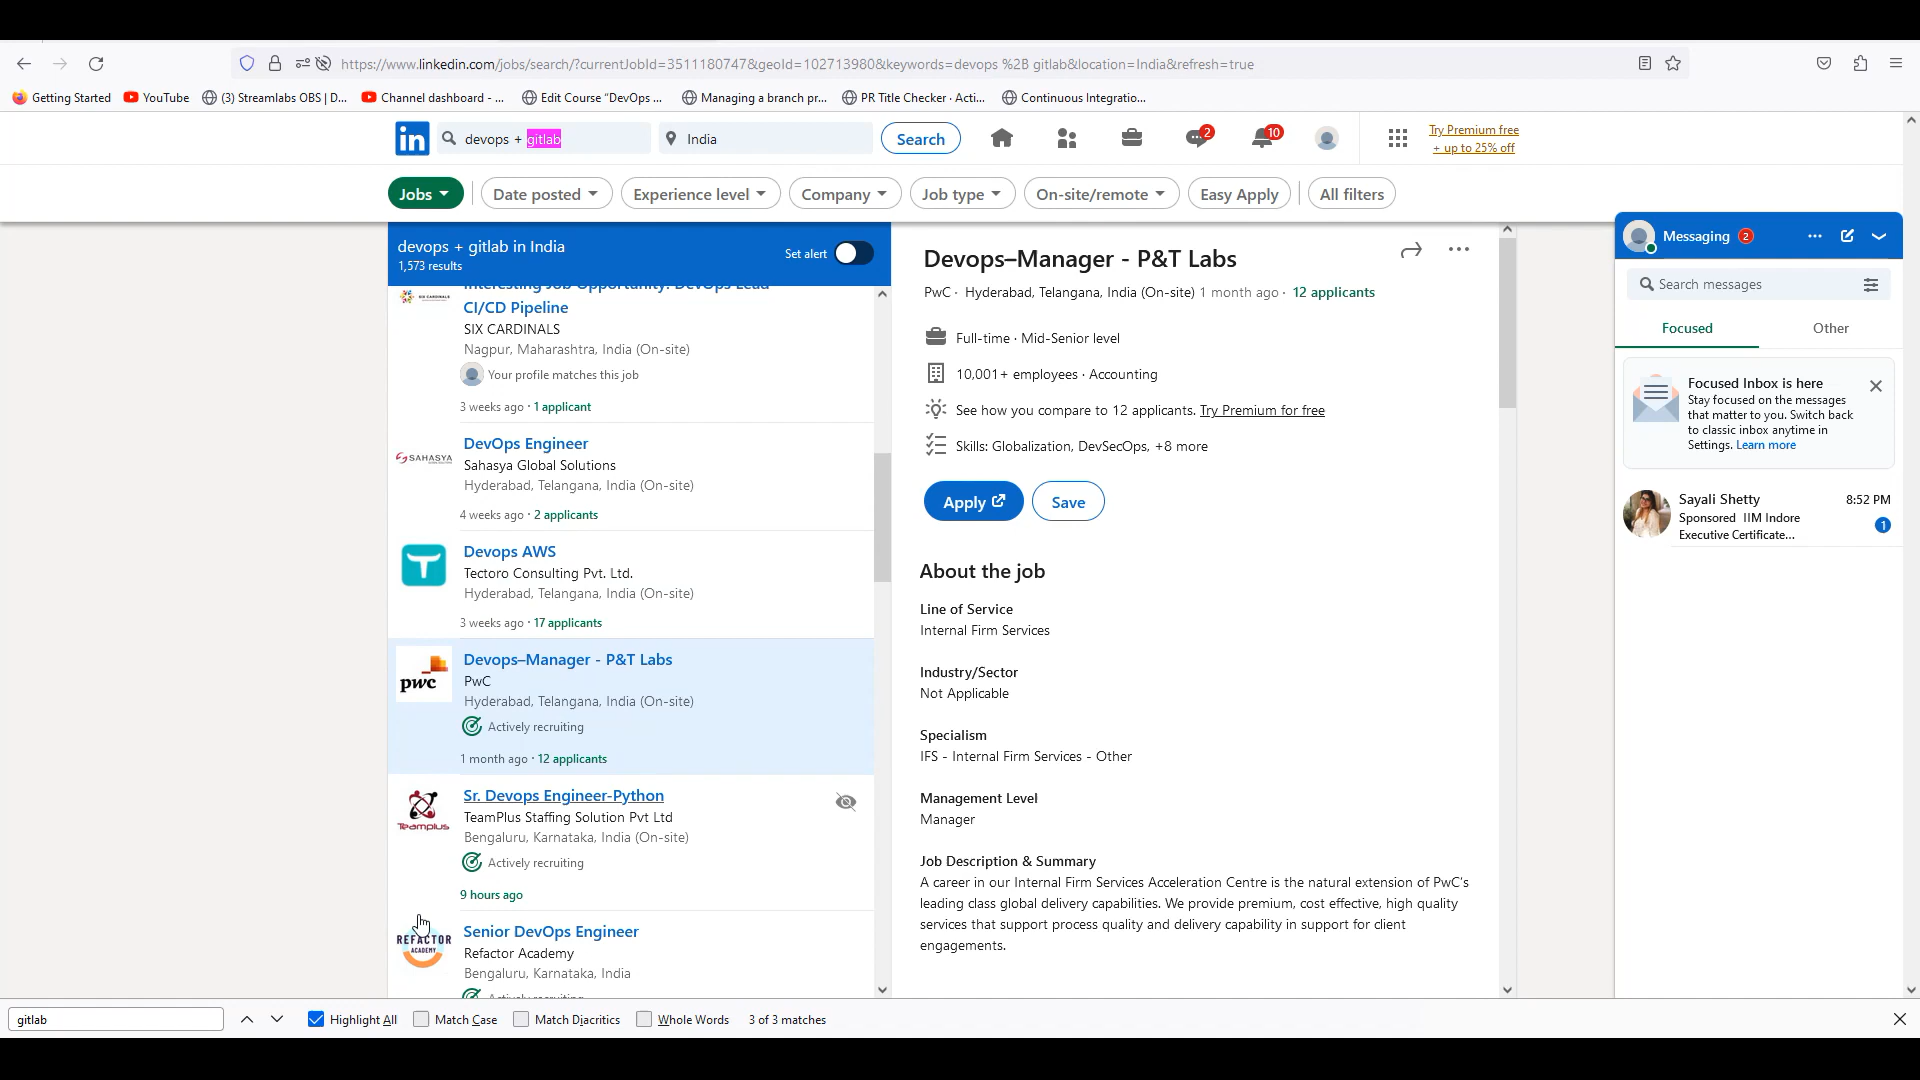 https://www.linkedin.com/jobs/search/?currentJobId=3511180747&geoId=102713980&keywords=devops %2B gitlab&location=India&refresh=true
Getting Started
YouTube
(3) Streamlabs OBS | D...
Channel dashboard - ...
Edit Course "DevOps ...
Managing a branch pr...
PR Title Checker · Acti...
Continuous Integratio...
in
devops + gitlab
India
Search
2
10
Try Premium free
+ up to 25% off
Jobs
Date posted
Experience level
Company
Job type
On-site/remote
Easy Apply
All filters
devops + gitlab in India
1,573 results
Set alert
SIX CARDINALS
Interesting Job Opportunity: DevOps Lead
CI/CD Pipeline
SIX CARDINALS
Nagpur, Maharashtra, India (On-site)
Your profile matches this job
3 weeks ago · 1 applicant
SAHASYA
DevOps Engineer
Sahasya Global Solutions
Hyderabad, Telangana, India (On-site)
4 weeks ago · 2 applicants
Devops AWS
Tectoro Consulting Pvt. Ltd.
Hyderabad, Telangana, India (On-site)
3 weeks ago · 17 applicants
pwc
Devops–Manager - P&T Labs
PwC
Hyderabad, Telangana, India (On-site)
Actively recruiting
1 month ago · 12 applicants
Teamplus
Sr. Devops Engineer-Python
TeamPlus Staffing Solution Pvt Ltd
Bengaluru, Karnataka, India (On-site)
Actively recruiting
9 hours ago
REFACTOR
ACADEMY
Senior DevOps Engineer
Refactor Academy
Bengaluru, Karnataka, India
Actively recruiting
Devops–Manager - P&T Labs
PwC · Hyderabad, Telangana, India (On-site) 1 month ago · 12 applicants
Full-time · Mid-Senior level
10,001+ employees · Accounting
See how you compare to 12 applicants. Try Premium for free
Skills: Globalization, DevSecOps, +8 more
Apply
Save
About the job
Line of Service
Internal Firm Services
Industry/Sector
Not Applicable
Specialism
IFS - Internal Firm Services - Other
Management Level
Manager
Job Description & Summary
A career in our Internal Firm Services Acceleration Centre is the natural extension of PwC's
leading class global delivery capabilities. We provide premium, cost effective, high quality
services that support process quality and delivery capability in support for client
engagements.
Messaging 2
Search messages
Focused
Other
Focused Inbox is here
Stay focused on the messages
that matter to you. Switch back
to classic inbox anytime in
Settings. Learn more
Sayali Shetty
8:52 PM
Sponsored IIM Indore
Executive Certificate...
1
gitlab
Highlight All
Match Case
Match Diacritics
Whole Words
3 of 3 matches